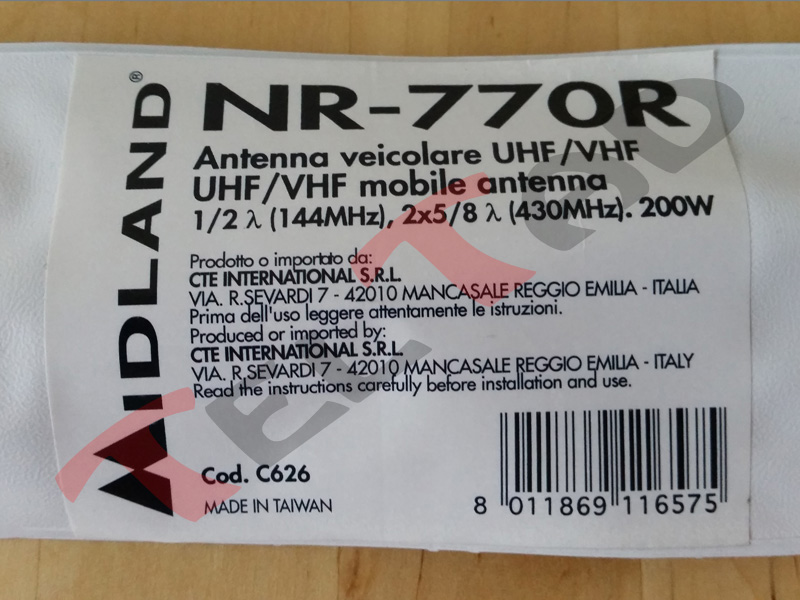 MIDLAND®
NR-770R
Antenna veicolare UHF/VHF
UHF/VHF mobile antenna
1/2 λ (144MHz), 2x5/8 λ (430MHz). 200W
Prodotto o importato da:
CTE INTERNATIONAL S.R.L.
VIA. R.SEVARDI 7 - 42010 MANCASALE REGGIO EMILIA - ITALIA
Prima dell'uso leggere attentamente le istruzioni.
Produced or imported by:
CTE INTERNATIONAL S.R.L.
VIA. R.SEVARDI 7 - 42010 MANCASALE REGGIO EMILIA - ITALY
Read the instructions carefully before installation and use.
Cod. C626
MADE IN TAIWAN
8 011869 116575